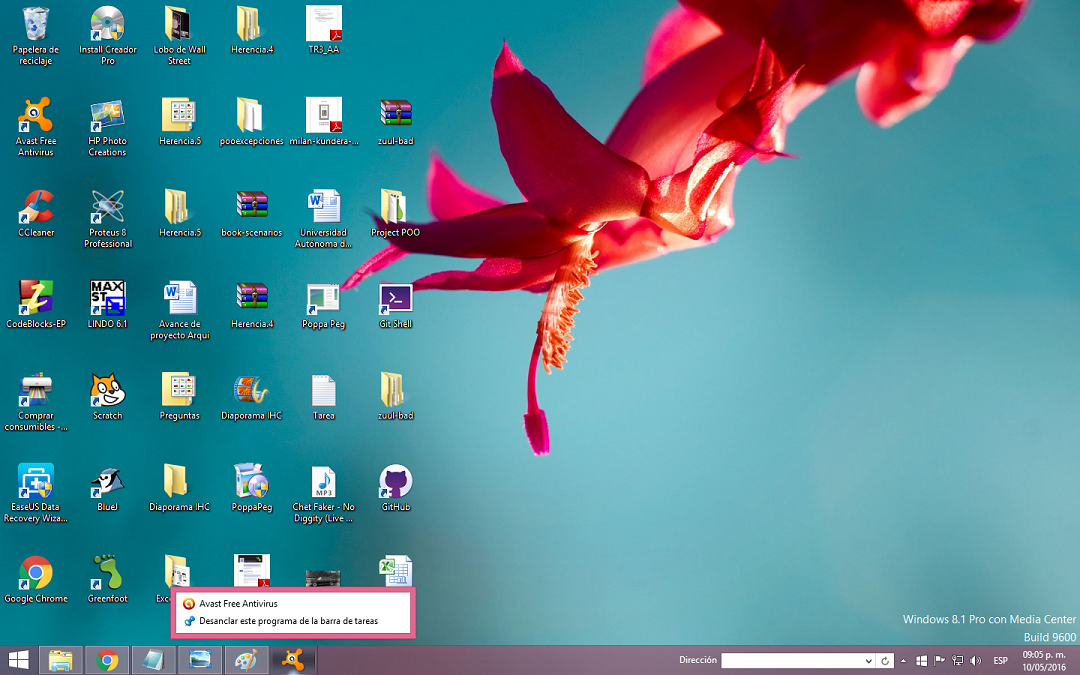 Papelera de
reciclaje
Install Creador
Pro
Lobo de Wall
Street
Herencia.4
TR3_AA
Avast Free
Antivirus
HP Photo
Creations
Herencia.5
pooexcepciones
milan-kundera-...
zuul-bad
CCleaner
Proteus 8
Professional
Herencia.5
book-scenarios
Universidad
Autónoma d...
Project POO
CodeBlocks-EP
MAX
ST
LINDO 6.1
Avance de
proyecto Arqui
Herencia.4
Poppa Peg
Git Shell
Comprar
consumibles -...
Scratch
Preguntas
Diaporama IHC
Tarea
zuul-bad
EaseUS Data
Recovery Wiza...
BlueJ
Diaporama IHC
PoppaPeg
MP3
Chet Faker - No
Diggity (Live ...
GitHub
Google Chrome
Greenfoot
Avast Free Antivirus
Desanclar este programa de la barra de tareas
Windows 8.1 Pro con Media Center
Build 9600
Dirección
ESP
09:05 p. m.
10/05/2016